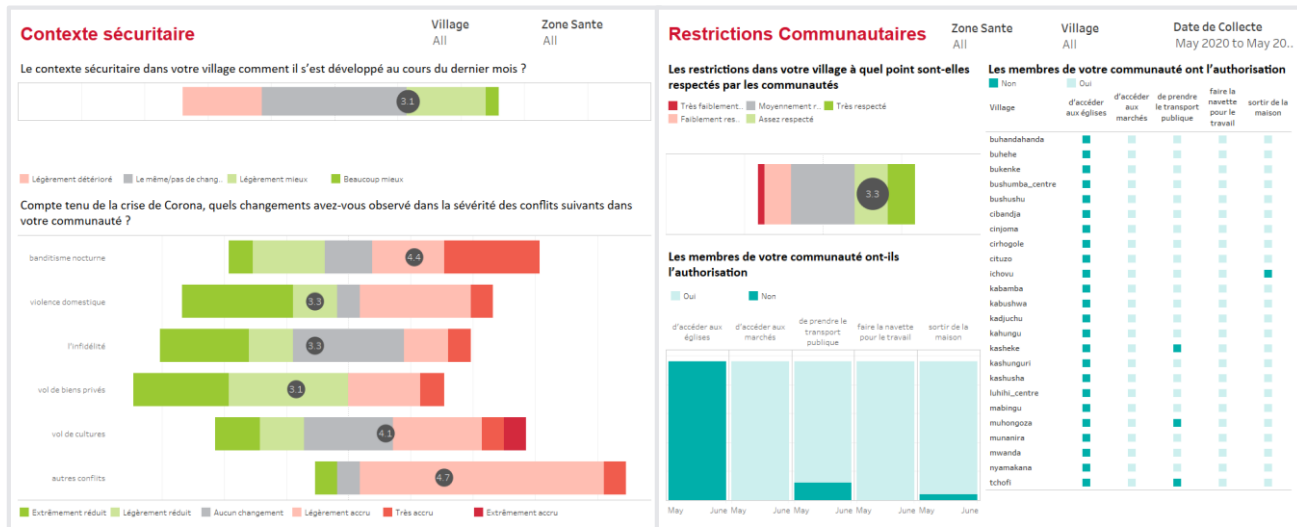 Contexte sécuritaire
Village
All
Zone Sante
All
Le contexte sécuritaire dans votre village comment il s'est développé au cours du dernier mois ?
3.1
Légèrement détérioré
Le même/pas de chang..
Légèrement mieux
Beaucoup mieux
Compte tenu de la crise de Corona, quels changements avez-vous observé dans la sévérité des conflits suivants dans
votre communauté ?
banditisme nocturne
4.4
violence domestique
3.3
l'infidélité
3.3
vol de biens privés
3.1
vol de cultures
4.1
autres conflits
4.7
Extrêmement réduit
Légèrement réduit
Aucun changement
Légèrement accru
Très accru
Extrêmement accru
Restrictions Communautaires
Zone Sante
All
Village
All
Date de Collecte
May 2020 to May 20..
Les restrictions dans votre village à quel point sont-elles
respectés par les communautés
Très faiblement..
Moyennement r..
Très respecté
Faiblement res..
Assez respecté
3.3
Les membres de votre communauté ont-ils
l'authorisation
Oui
Non
d'accéder aux
églises
d'accéder aux
marchés
de prendre le
transport
publique
faire la navette
pour le travail
sortir de la
maison
May
June
May
June
May
June
May
June
May
June
Les membres de votre communauté ont l'authorisation
Non
Oui
Village
d'accéder
aux églises
d'accéder
aux
marchés
de prendre
le transport
publique
faire la
navette
pour le
travail
sortir de la
maison
buhandahanda
buhehe
bukenke
bushumba_centre
bushushu
cibandja
cinjoma
cirhogole
cituzo
ichovu
kabamba
kabushwa
kadjuchu
kahungu
kasheke
kashunguri
kashusha
luhihi_centre
mabingu
muhongoza
munanira
mwanda
nyamakana
tchofi